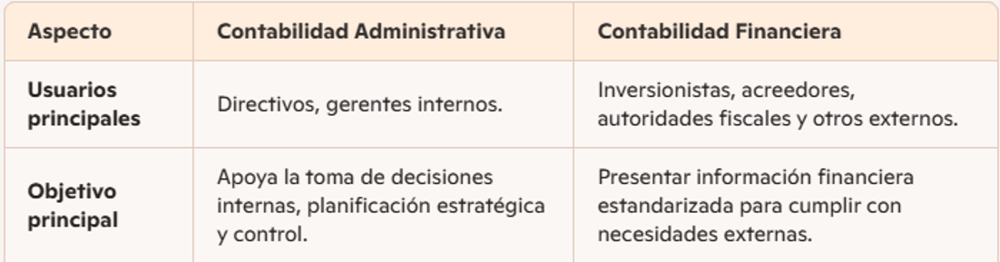 Aspecto
Contabilidad Administrativa
Contabilidad Financiera
Usuarios
principales
Directivos, gerentes internos.
Inversionistas, acreedores,
autoridades fiscales y otros externos.
Objetivo
principal
Apoya la toma de decisiones
internas, planificación estratégica
y control.
Presentar información financiera
estandarizada para cumplir con
necesidades externas.